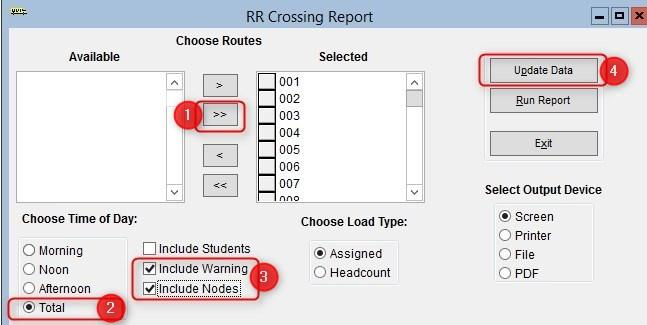 RR Crossing Report
Choose Routes
Available
Selected
001
002
003
004
005
006
007
008
>
>>
<
<<
1
Update Data
4
Run Report
Exit
Choose Time of Day:
Morning
Noon
Afternoon
Total
2
Include Students
Include Warning
Include Nodes
3
Choose Load Type:
Assigned
Headcount
Select Output Device
Screen
Printer
File
PDF